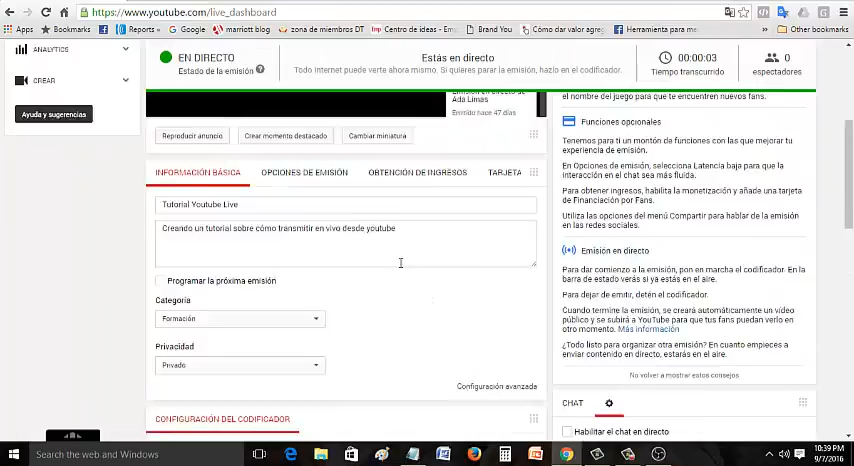 https://www.youtube.com/live_dashboard
Apps
Bookmarks
Reports
Google
marriott blog
zona de miembros DT
Centro de ideas - Emi
Brand You
Cómo dar valor agreg
Facebook
Herramienta para me
Other bookmarks
ANALYTICS
CREAR
Ayuda y sugerencias
EN DIRECTO
Estado de la emisión
Estás en directo
Todo Internet puede verte ahora mismo. Si quieres parar la emisión, hazlo en el codificador.
00:00:03
Tiempo transcurrido
0
espectadores
Emisión en directo de
Ada Limas
Emitido hace 47 días
Reproducir anuncio
Crear momento destacado
Cambiar miniatura
INFORMACIÓN BÁSICA
OPCIONES DE EMISIÓN
OBTENCIÓN DE INGRESOS
TARJETA
Tutorial Youtube Live
Creando un tutorial sobre cómo transmitir en vivo desde youtube
Programar la próxima emisión
Categoría
Formación
Privacidad
Privado
Configuración avanzada
CONFIGURACIÓN DEL CODIFICADOR
el nombre del juego para que te encuentren nuevos fans.
Funciones opcionales
Tenemos para ti un montón de funciones con las que mejorar tu
experiencia de emisión.
En Opciones de emisión, selecciona Latencia baja para que la
interacción en el chat sea más fluida.
Para obtener ingresos, habilita la monetización y añade una tarjeta
de Financiación por Fans.
Utiliza las opciones del menú Compartir para hablar de la emisión
en las redes sociales.
Emisión en directo
Para dar comienzo a la emisión, pon en marcha el codificador. En la
barra de estado verás si ya estás en el aire.
Para dejar de emitir, detén el codificador.
Cuando termine la emisión, se creará automáticamente un vídeo
público y se subirá a YouTube para que tus fans puedan verlo en
otro momento. Más información
¿Todo listo para organizar otra emisión? En cuanto empieces a
enviar contenido en directo, estarás en el aire.
No volver a mostrar estos consejos
CHAT
Habilitar el chat en directo
Search the web and Windows
10:39 PM
9/7/2016